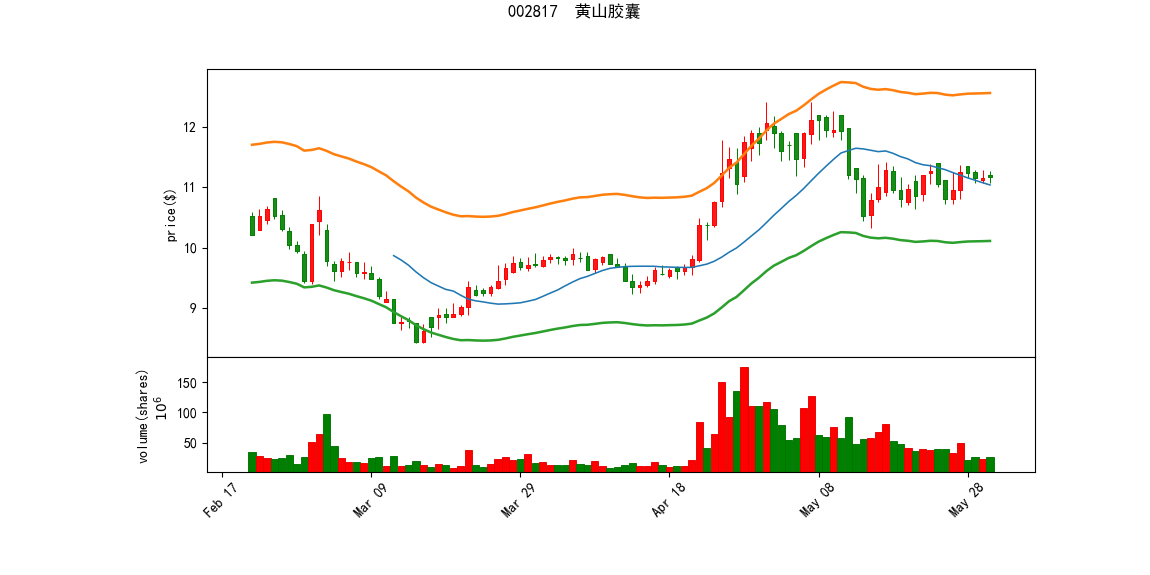 002817  黄山胶囊
price($)
12
11
10
9
volume(shares)
10^6
150
100
50
Feb 17
Mar 09
Mar 29
Apr 18
May 08
May 28